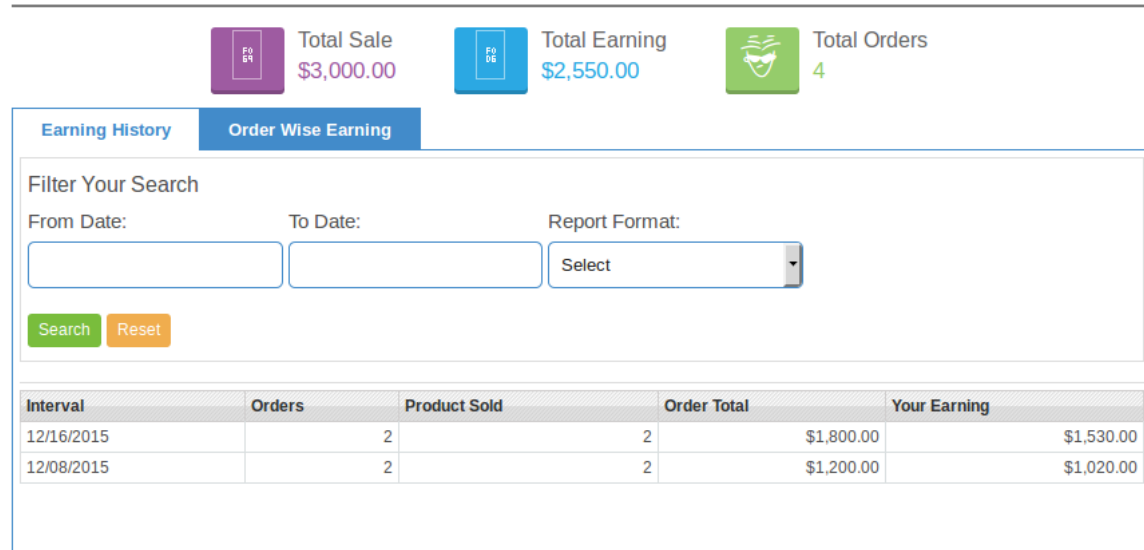 Total Sale
$3,000.00
Total Earning
$2,550.00
Total Orders
4
Earning History
Order Wise Earning
Filter Your Search
From Date: To Date: Report Format:
Select
Search Reset
Interval Orders Product Sold Order Total Your Earning
12/16/2015 2 2 $1,800.00 $1,530.00
12/08/2015 2 2 $1,200.00 $1,020.00